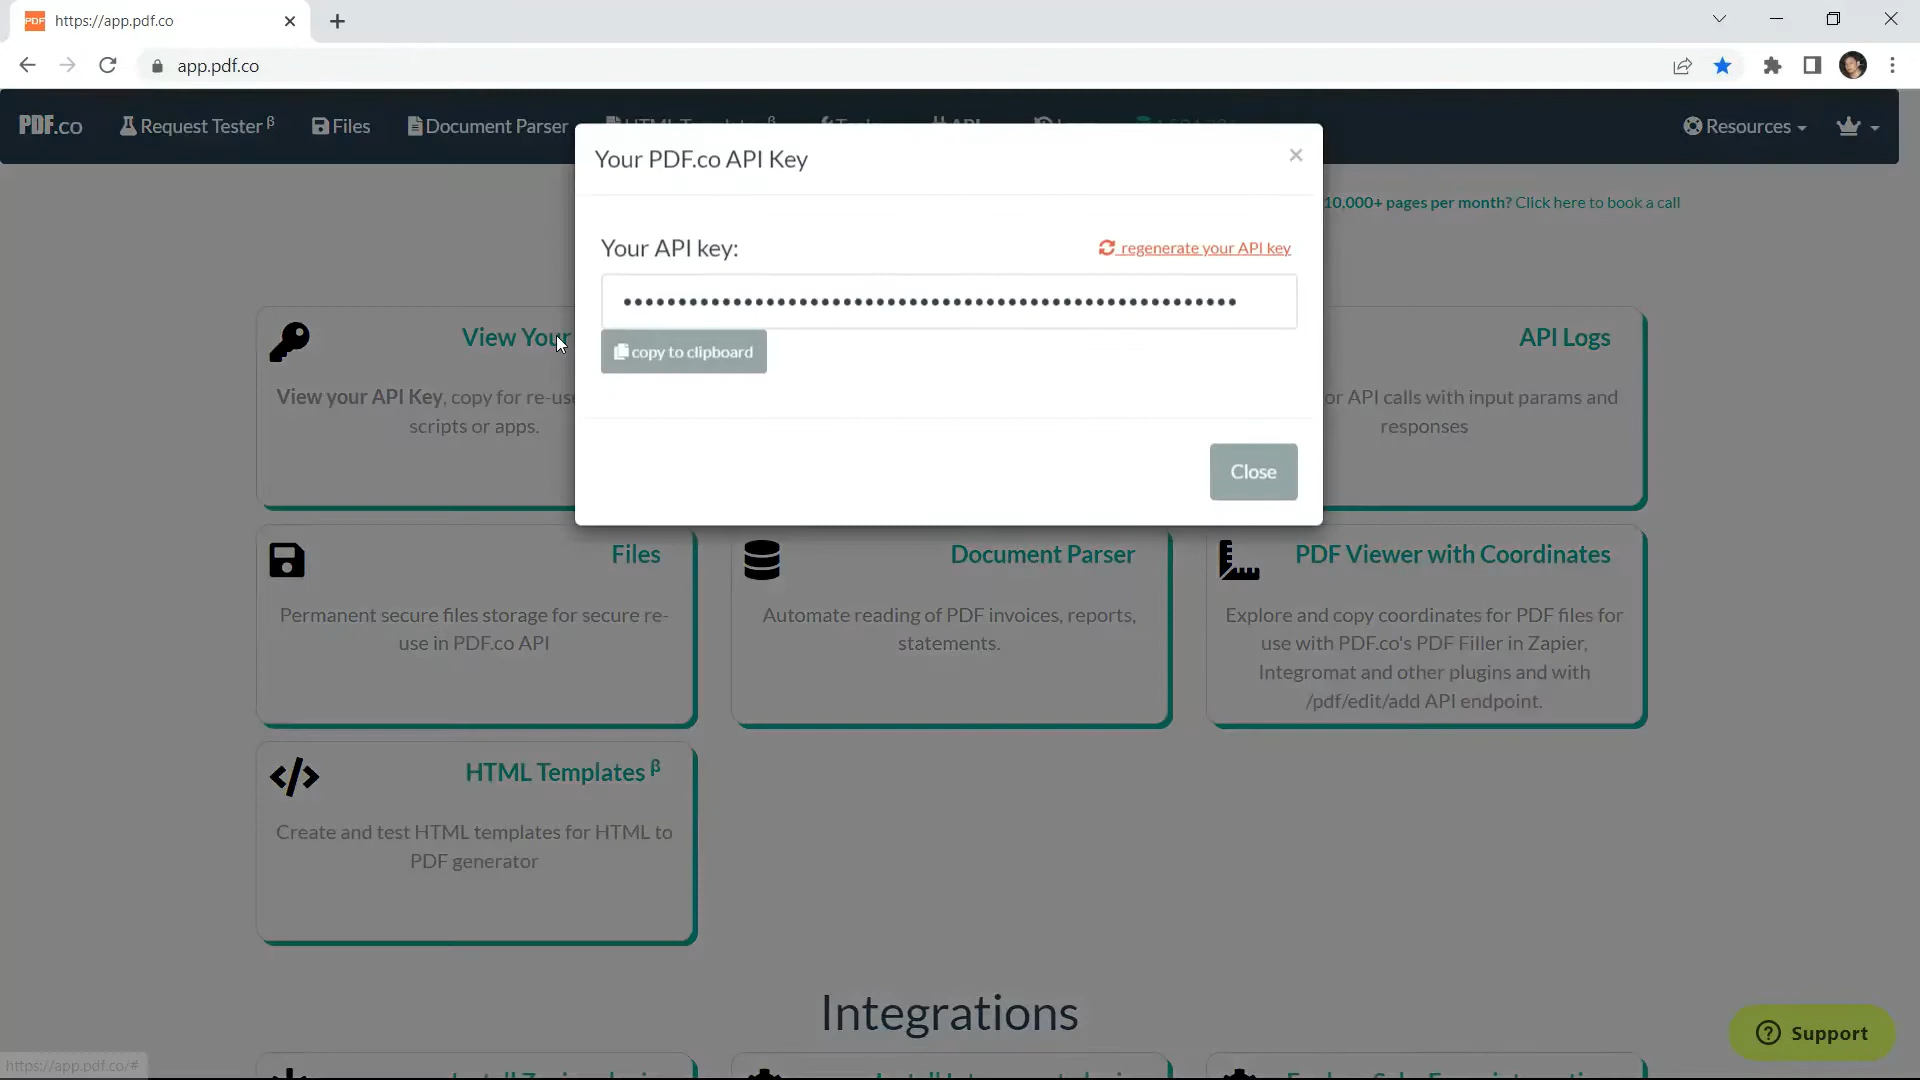 PDF https://app.pdf.co
app.pdf.co
PDF.co Request Tester β Files Document Parser Resources
Your PDF.co API Key
10,000+ pages per month? Click here to book a call
Your API key: regenerate your API key
••••••••••••••••••••••••••••••••••••••••••••••••••••••••
copy to clipboard
Close
View Your
View your API Key, copy for re-use
scripts or apps.
API Logs
or API calls with input params and
responses
Files
Permanent secure files storage for secure re-
use in PDF.co API
Document Parser
Automate reading of PDF invoices, reports,
statements.
PDF Viewer with Coordinates
Explore and copy coordinates for PDF files for
use with PDF.co's PDF Filler in Zapier,
Integromat and other plugins and with
/pdf/edit/add API endpoint.
HTML Templates β
Create and test HTML templates for HTML to
PDF generator
Integrations
Support
https://app.pdf.co/#